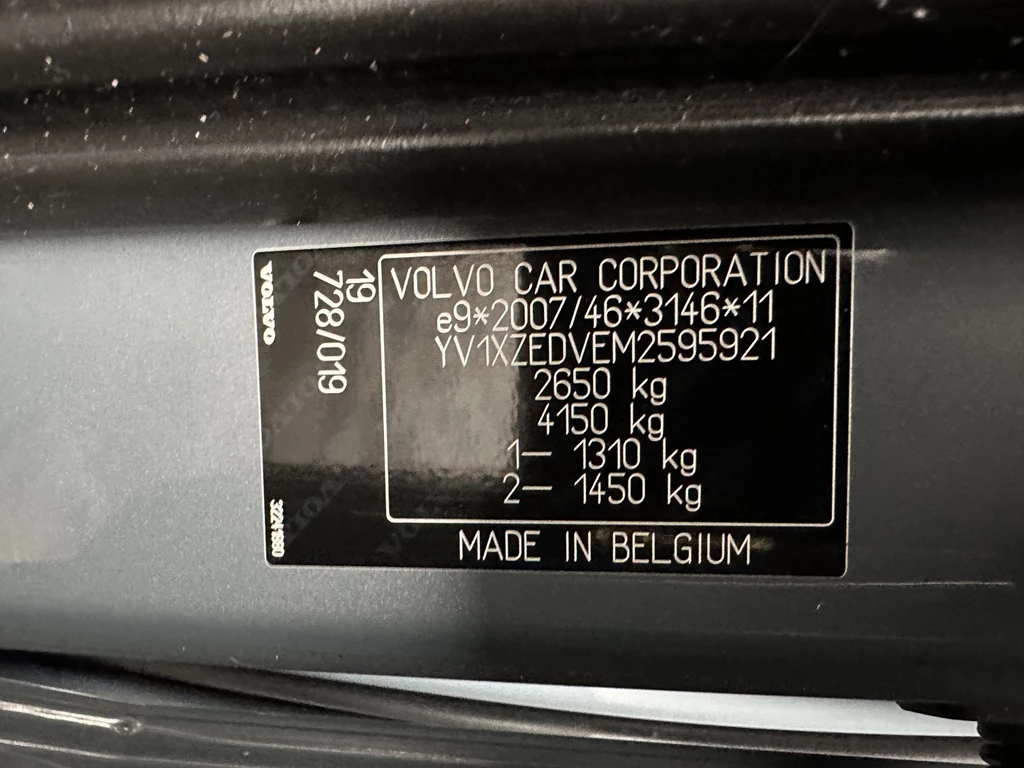 VOLVO
19
728/019
VOLVO CAR CORPORATION
e9*2007/46*3146*11
YV1XZEDVEM2595921
2650 kg
4150 kg
1– 1310 kg
2– 1450 kg
MADE IN BELGIUM